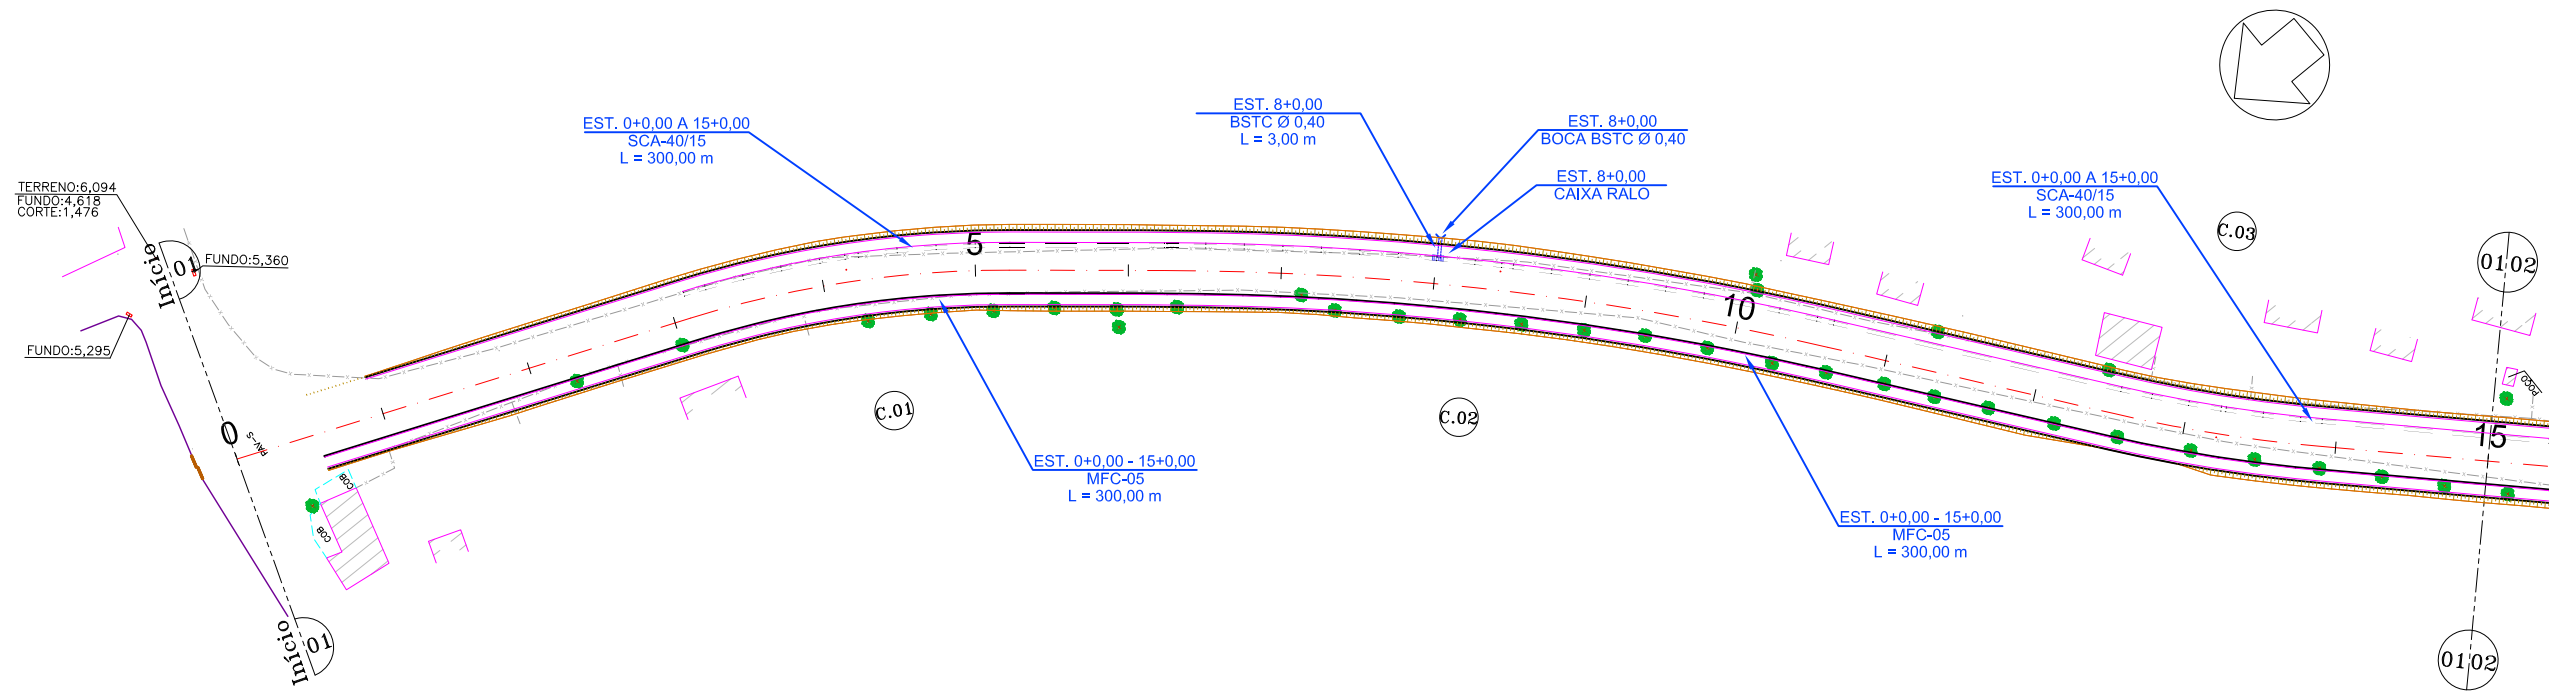 EST. 0+0,00 A 15+0,00
SCA-40/15
L = 300,00 m
EST. 8+0,00
BSTC Ø 0,40
L = 3,00 m
EST. 8+0,00
BOCA BSTC Ø 0,40
EST. 8+0,00
CAIXA RALO
EST. 0+0,00 A 15+0,00
SCA-40/15
L = 300,00 m
TERRENO:6,094
FUNDO:4,618
CORTE:1,476
Início
01
FUNDO:5,360
FUNDO:5,295
0
PAV-S
5
10
15
C.01
C.02
C.03
01 02
POÇO
COB
COB
EST. 0+0,00 - 15+0,00
MFC-05
L = 300,00 m
EST. 0+0,00 - 15+0,00
MFC-05
L = 300,00 m
Início
01
01 02